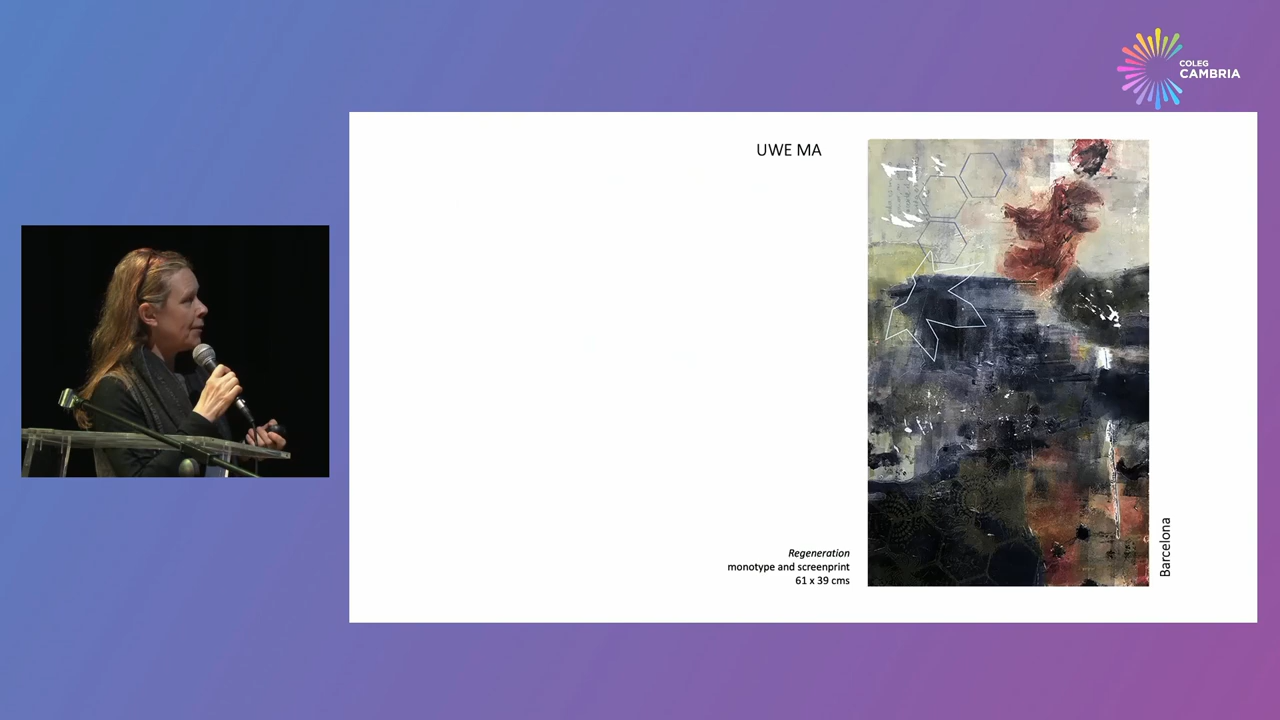 COLEG
CAMBRIA
UWE MA
Regeneration
monotype and screenprint
61 x 39 cms
Barcelona